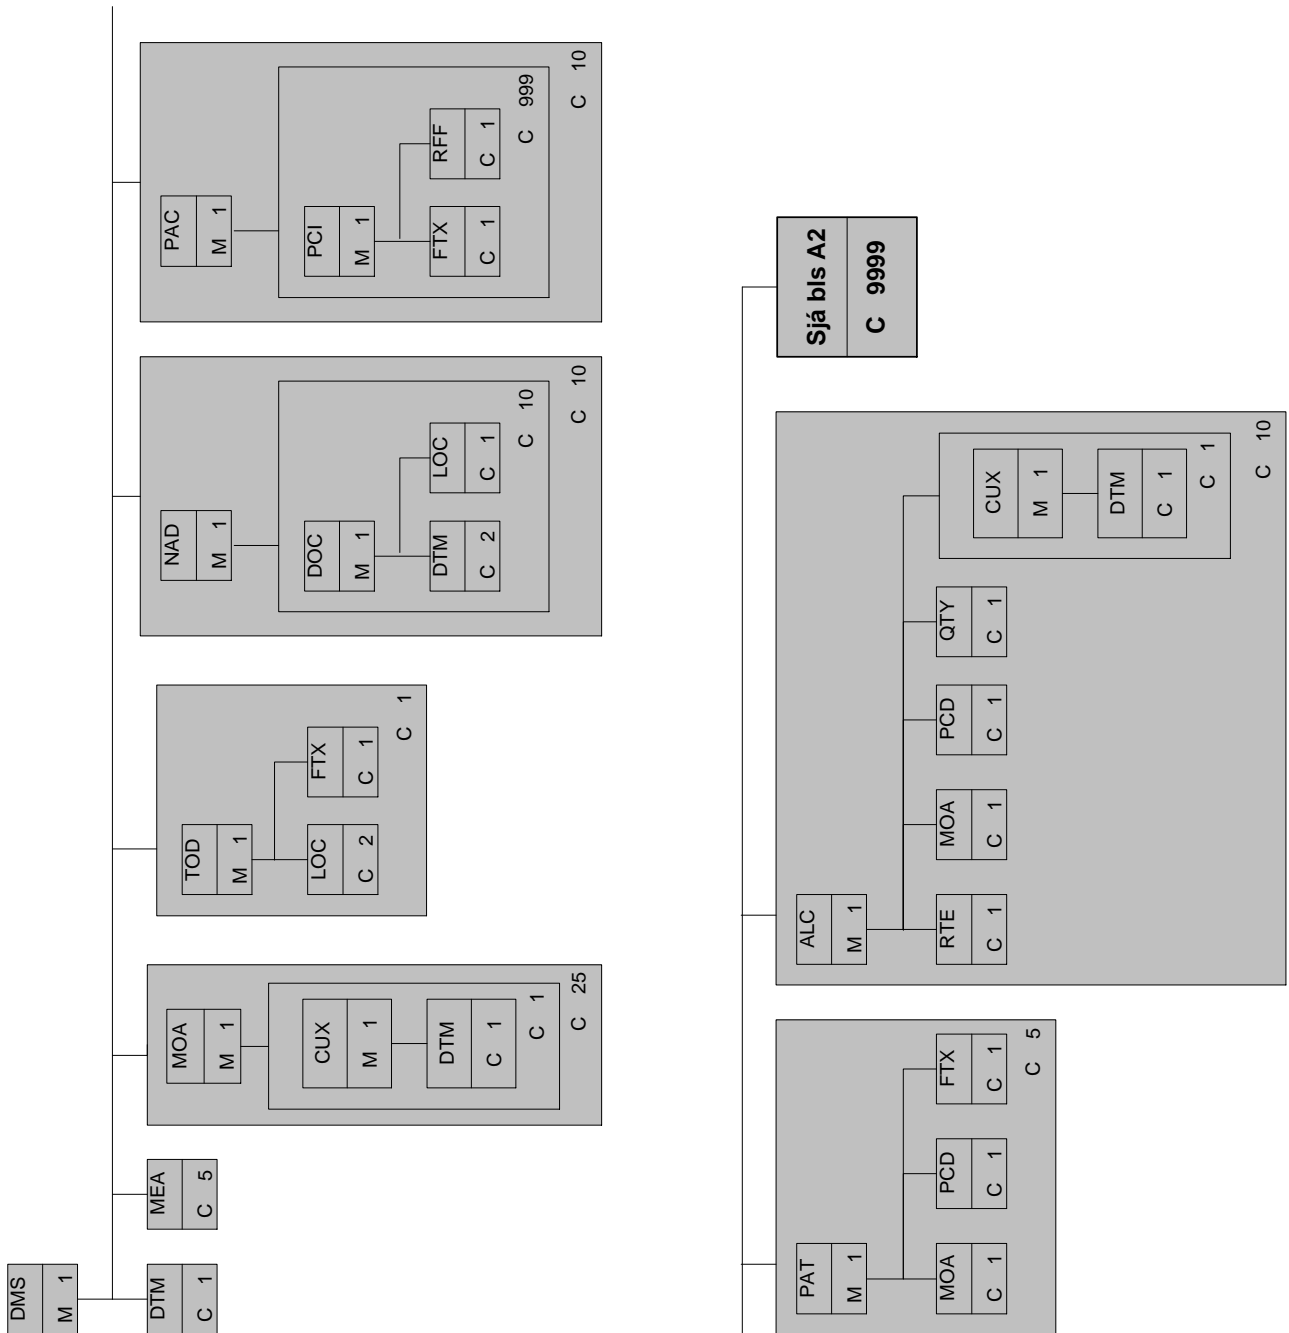 DMS
M 1
DTM
C 1
MEA
C 5
MOA
M 1
CUX
M 1
DTM
C 1
C 1
C 25
TOD
M 1
LOC
C 2
FTX
C 1
C 1
NAD
M 1
DOC
M 1
DTM
C 2
LOC
C 1
C 10
C 10
PAC
M 1
PCI
M 1
FTX
C 1
RFF
C 1
C 999
C 10
PAT
M 1
MOA
C 1
PCD
C 1
FTX
C 1
C 5
ALC
M 1
RTE
C 1
MOA
C 1
PCD
C 1
QTY
C 1
CUX
M 1
DTM
C 1
C 1
C 10
Sjá bls A2
C 9999